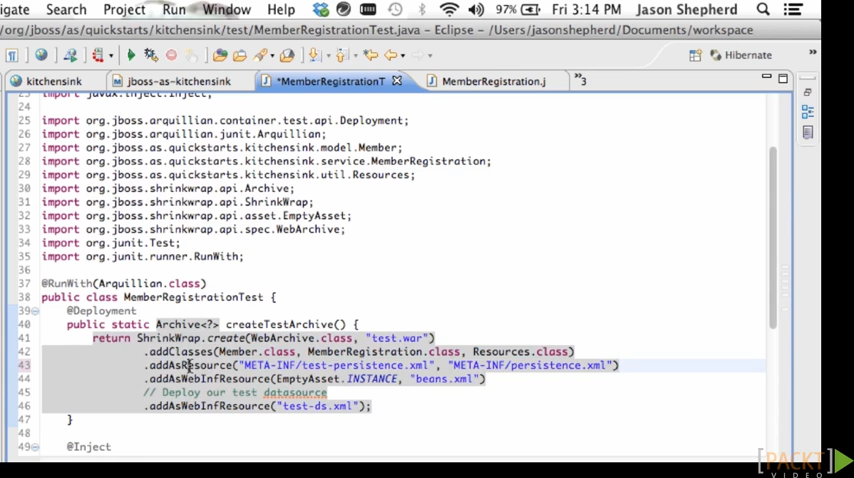 igate Search Project Run Window Help 97% Fri 3:14 PM Jason Shepherd
/org/jboss/as/quickstarts/kitchensink/test/MemberRegistrationTest.java – Eclipse – /Users/jasonshepherd/Documents/workspace
Hibernate »
kitchensink jboss-as-kitchensink *MemberRegistrationT MemberRegistration.j »3
23 import javax.inject.Inject;
24
25 import org.jboss.arquillian.container.test.api.Deployment;
26 import org.jboss.arquillian.junit.Arquillian;
27 import org.jboss.as.quickstarts.kitchensink.model.Member;
28 import org.jboss.as.quickstarts.kitchensink.service.MemberRegistration;
29 import org.jboss.as.quickstarts.kitchensink.util.Resources;
30 import org.jboss.shrinkwrap.api.Archive;
31 import org.jboss.shrinkwrap.api.ShrinkWrap;
32 import org.jboss.shrinkwrap.api.asset.EmptyAsset;
33 import org.jboss.shrinkwrap.api.spec.WebArchive;
34 import org.junit.Test;
35 import org.junit.runner.RunWith;
36
37 @RunWith(Arquillian.class)
38 public class MemberRegistrationTest {
39 @Deployment
40 public static Archive<?> createTestArchive() {
41 return ShrinkWrap.create(WebArchive.class, "test.war")
42 .addClasses(Member.class, MemberRegistration.class, Resources.class)
43 .addAsResource("META-INF/test-persistence.xml", "META-INF/persistence.xml")
44 .addAsWebInfResource(EmptyAsset.INSTANCE, "beans.xml")
45 // Deploy our test datasource
46 .addAsWebInfResource("test-ds.xml");
47 }
48
49 @Inject
[PACKT]
VIDEO